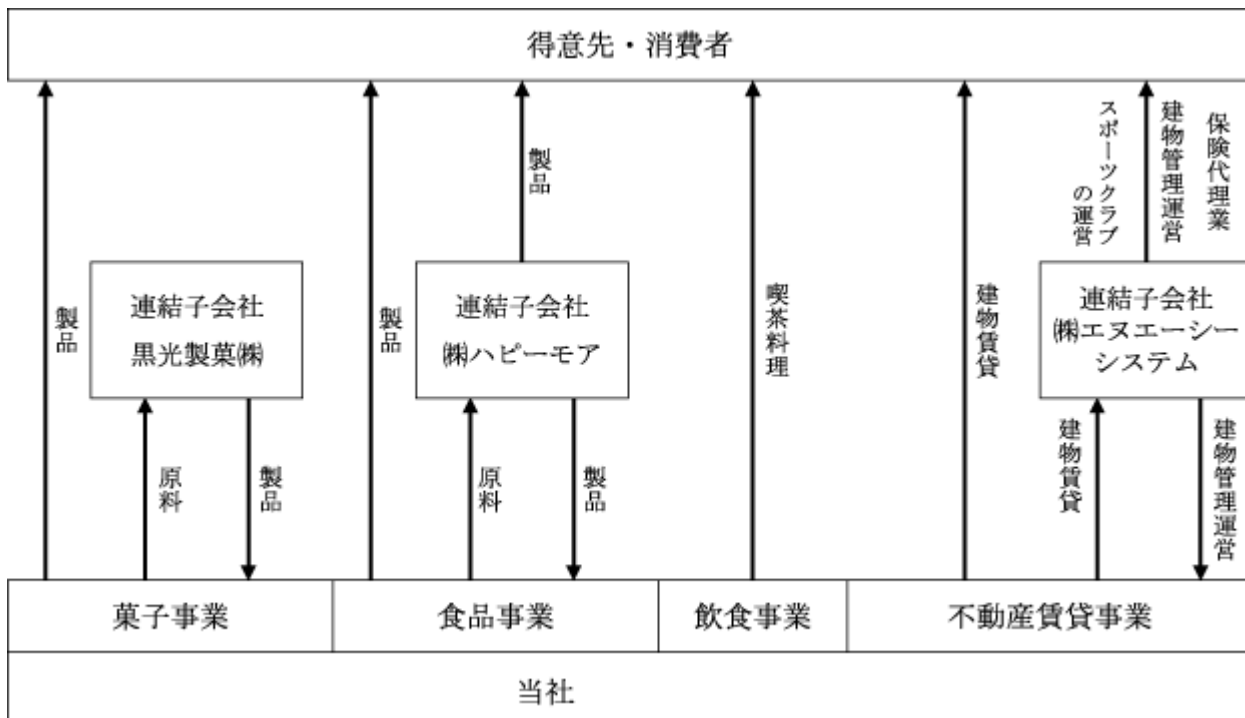 得意先・消費者
製品
連結子会社
黒光製菓㈱
原料
製品
製品
製品
連結子会社
㈱ハピーモア
原料
製品
喫茶料理
建物賃貸
スポーツクラブ
の運営
建物管理運営
保険代理業
連結子会社
㈱エヌエーシー
システム
建物賃貸
建物管理運営
菓子事業
食品事業
飲食事業
不動産賃貸事業
当社